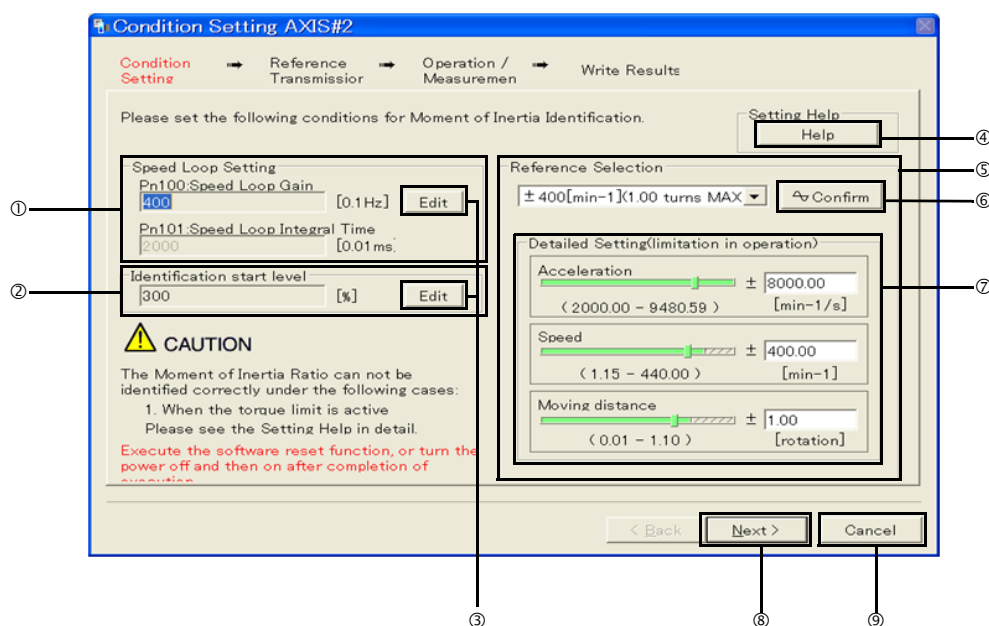 Condition Setting AXIS#2
Condition Setting ➡ Reference Transmissior ➡ Operation / Measuremen ➡ Write Results
Please set the following conditions for Moment of Inertia Identification.
Setting Help
Help
④
Speed Loop Setting
Pn100:Speed Loop Gain
400 [0.1Hz] Edit
Pn101:Speed Loop Integral Time
2000 [0.01ms]
①
Identification start level
300 [%] Edit
②
③
CAUTION
The Moment of Inertia Ratio can not be
identified correctly under the following cases:
1. When the torque limit is active
Please see the Setting Help in detail.
Execute the software reset function, or turn the
power off and then on after completion of
Reference Selection
⑤
±400[min-1](1.00 turns MAX
Confirm
⑥
Detailed Setting(limitation in operation)
⑦
Acceleration
± 8000.00
(2000.00 - 9480.59) [min-1/s]
Speed
± 400.00
(1.15 - 440.00) [min-1]
Moving distance
± 1.00
(0.01 - 1.10) [rotation]
< Back
Next >
Cancel
⑧
⑨